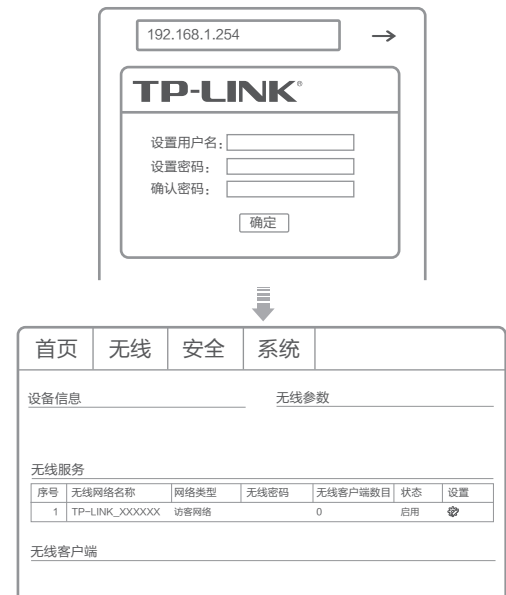 192.168.1.254
TP-LINK®
设置用户名：
设置密码：
确认密码：
确定
首页 无线 安全 系统
设备信息 无线参数
无线服务
序号 无线网络名称 网络类型 无线密码 无线客户端数目 状态 设置
1 TP-LINK_XXXXXX 访客网络 0 启用
无线客户端